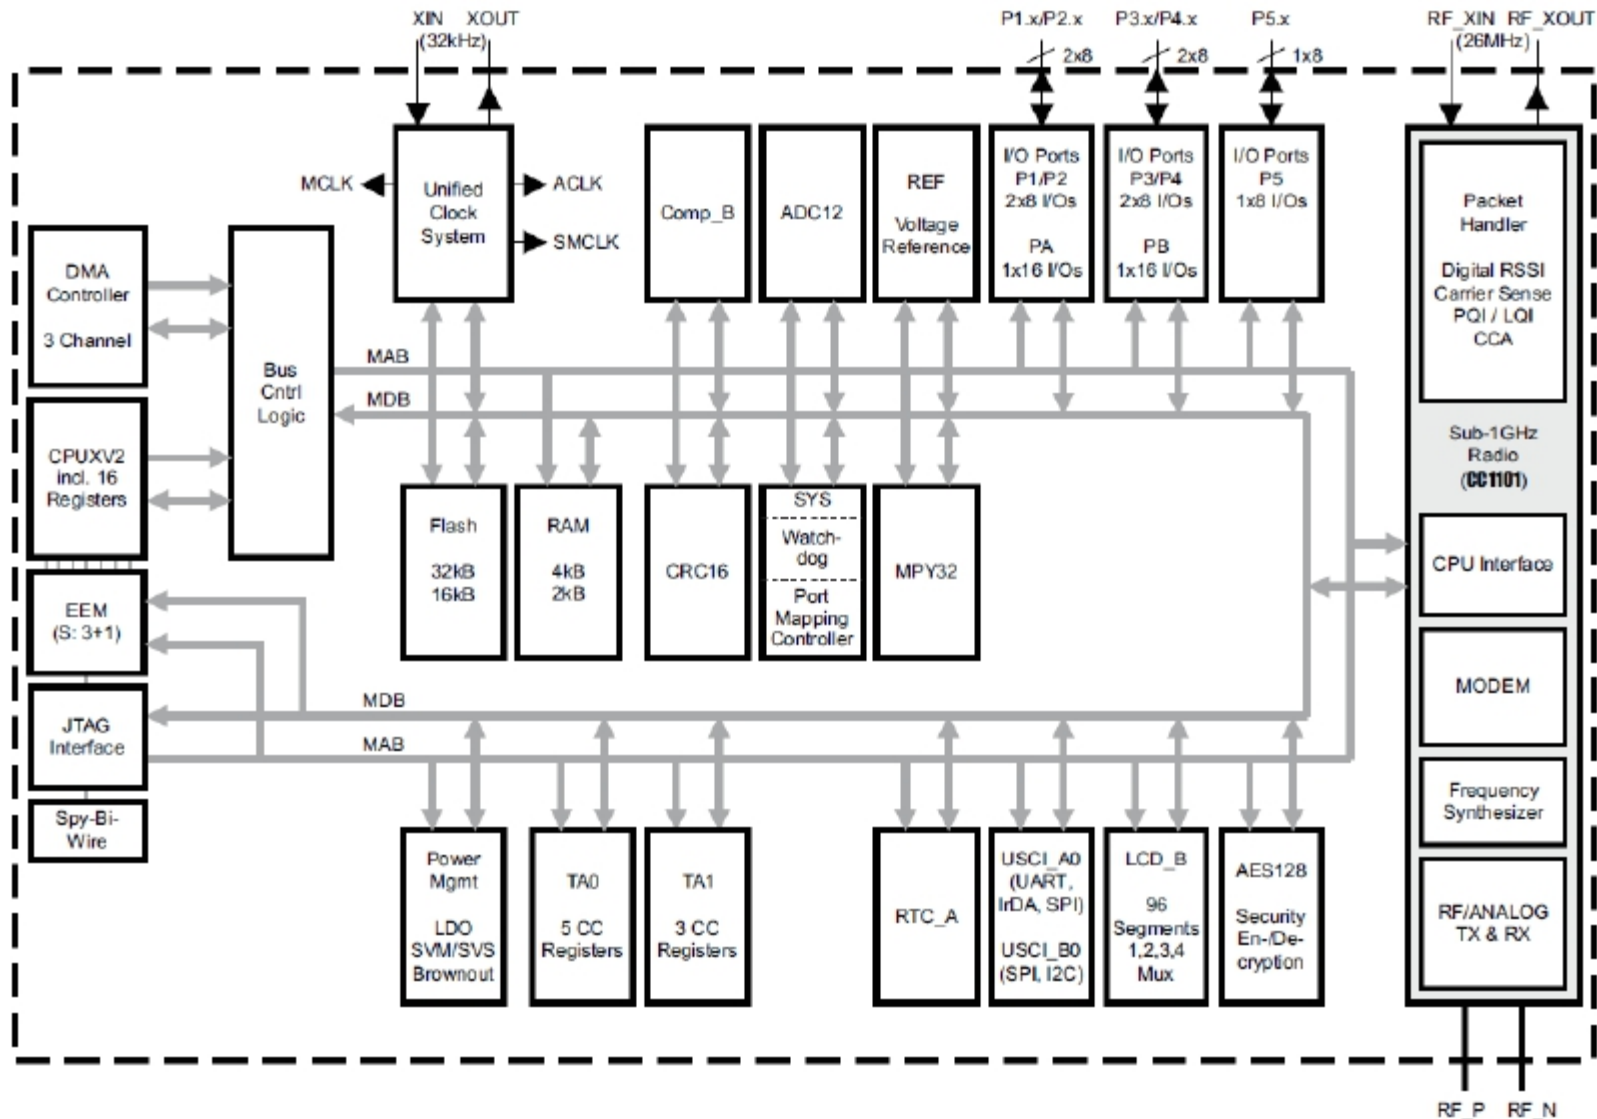 XIN XOUT
(32kHz)
P1.x/P2.x
2x8
P3.x/P4.x
2x8
P5.x
1x8
RF_XIN RF_XOUT
(26MHz)
MCLK
Unified
Clock
System
ACLK
SMCLK
Comp_B
ADC12
REF
Voltage
Reference
I/O Ports
P1/P2
2x8 I/Os
PA
1x16 I/Os
I/O Ports
P3/P4
2x8 I/Os
PB
1x16 I/Os
I/O Ports
P5
1x8 I/Os
Packet
Handler
Digital RSSI
Carrier Sense
PQI / LQI
CCA
Sub-1GHz
Radio
(CC1101)
CPU Interface
MODEM
Frequency
Synthesizer
RF/ANALOG
TX & RX
DMA
Controller
3 Channel
Bus
Cntrl
Logic
MAB
MDB
CPUXV2
incl. 16
Registers
EEM
(S: 3+1)
JTAG
Interface
Spy-Bi-
Wire
Flash
32kB
16kB
RAM
4kB
2kB
CRC16
SYS
Watch-
dog
Port
Mapping
Controller
MPY32
MDB
MAB
Power
Mgmt
LDO
SVM/SVS
Brownout
TA0
5 CC
Registers
TA1
3 CC
Registers
RTC_A
USCI_A0
(UART,
IrDA, SPI)
USCI_B0
(SPI, I2C)
LCD_B
96
Segments
1,2,3,4
Mux
AES128
Security
En-/De-
cryption
RF_P RF_N